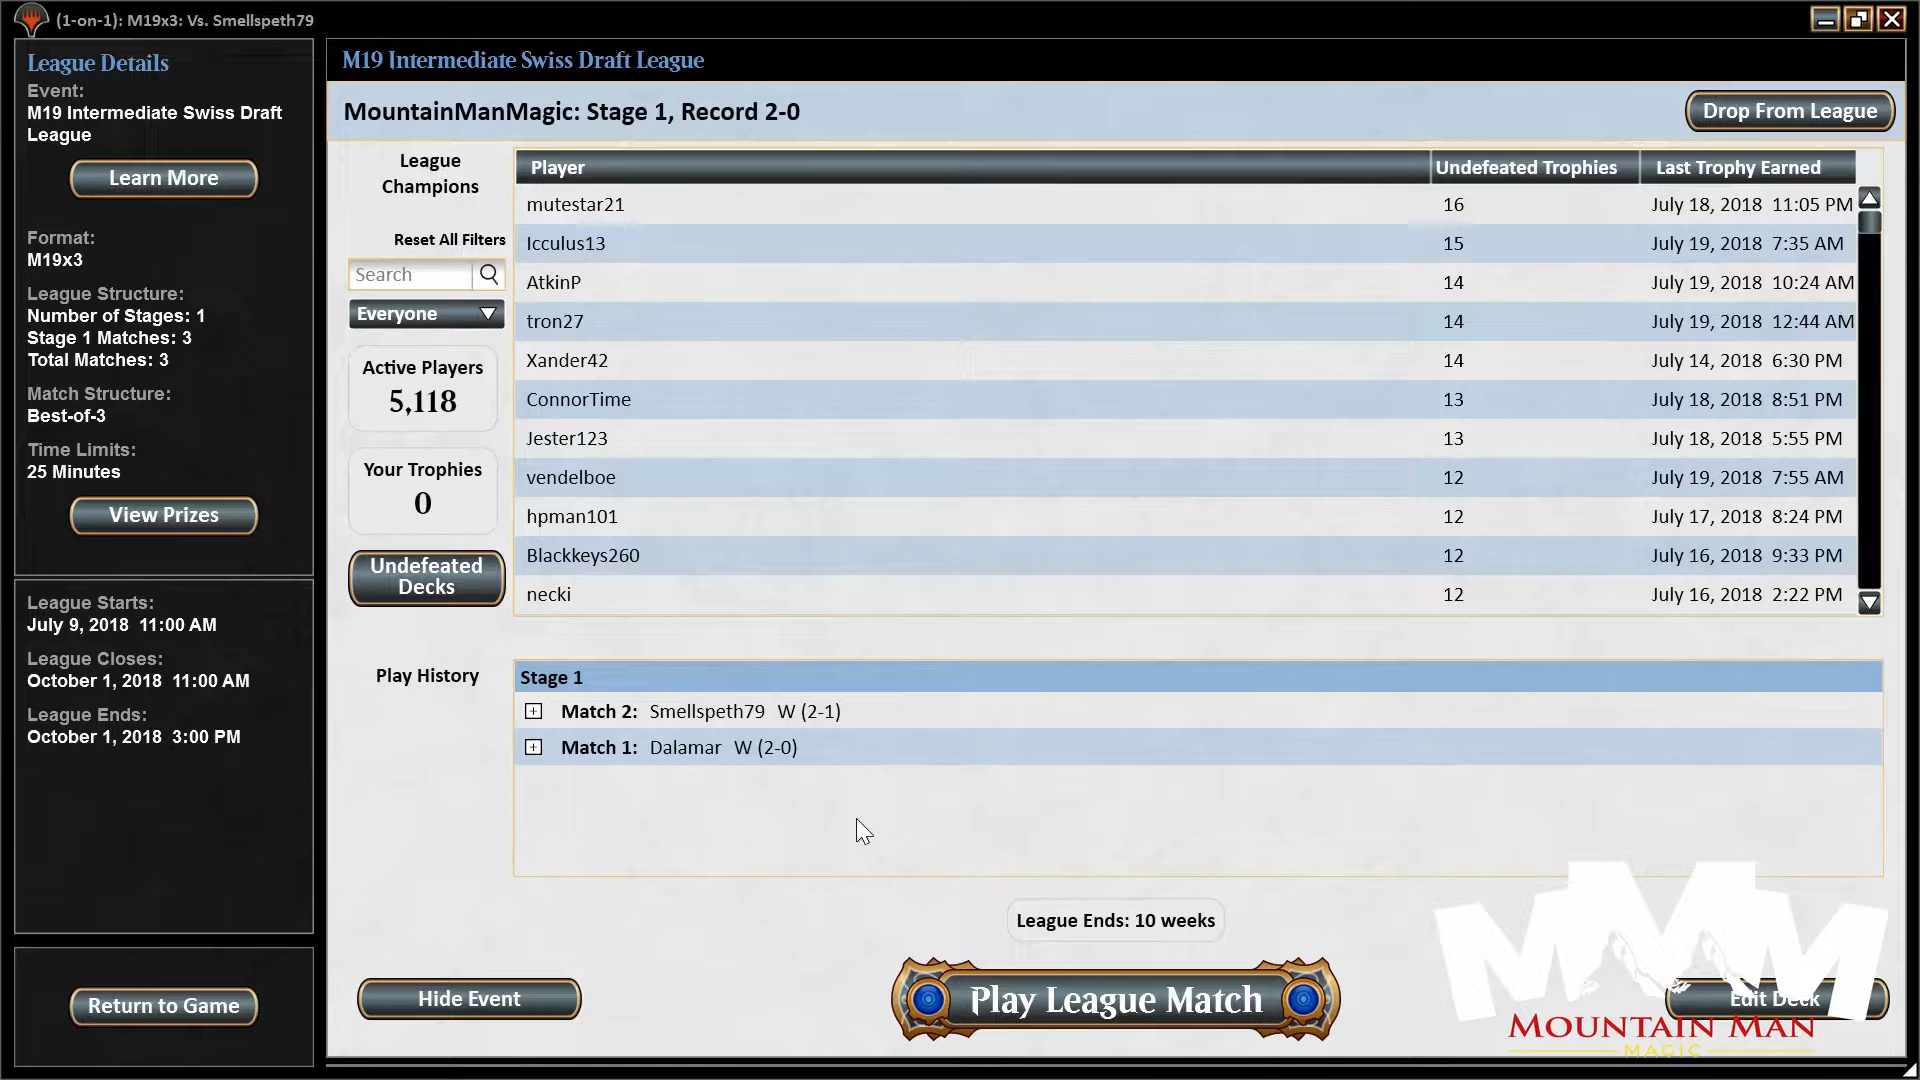 (1-on-1): M19x3: Vs. Smellspeth79
League Details
Event:
M19 Intermediate Swiss Draft
League
Learn More
Format:
M19x3
League Structure:
Number of Stages: 1
Stage 1 Matches: 3
Total Matches: 3
Match Structure:
Best-of-3
Time Limits:
25 Minutes
View Prizes
League Starts:
July 9, 2018 11:00 AM
League Closes:
October 1, 2018 11:00 AM
League Ends:
October 1, 2018 3:00 PM
Return to Game
M19 Intermediate Swiss Draft League
MountainManMagic: Stage 1, Record 2-0
Drop From League
League
Champions
Reset All Filters
Search
Everyone
Active Players
5,118
Your Trophies
0
Undefeated
Decks
Player Undefeated Trophies Last Trophy Earned
mutestar21 16 July 18, 2018 11:05 PM
Icculus13 15 July 19, 2018 7:35 AM
AtkinP 14 July 19, 2018 10:24 AM
tron27 14 July 19, 2018 12:44 AM
Xander42 14 July 14, 2018 6:30 PM
ConnorTime 13 July 18, 2018 8:51 PM
Jester123 13 July 18, 2018 5:55 PM
vendelboe 12 July 19, 2018 7:55 AM
hpman101 12 July 17, 2018 8:24 PM
Blackkeys260 12 July 16, 2018 9:33 PM
necki 12 July 16, 2018 2:22 PM
Play History
Stage 1
Match 2: Smellspeth79 W (2-1)
Match 1: Dalamar W (2-0)
League Ends: 10 weeks
Hide Event
Play League Match
Edit Deck
MMM
MOUNTAIN MAN
MAGIC